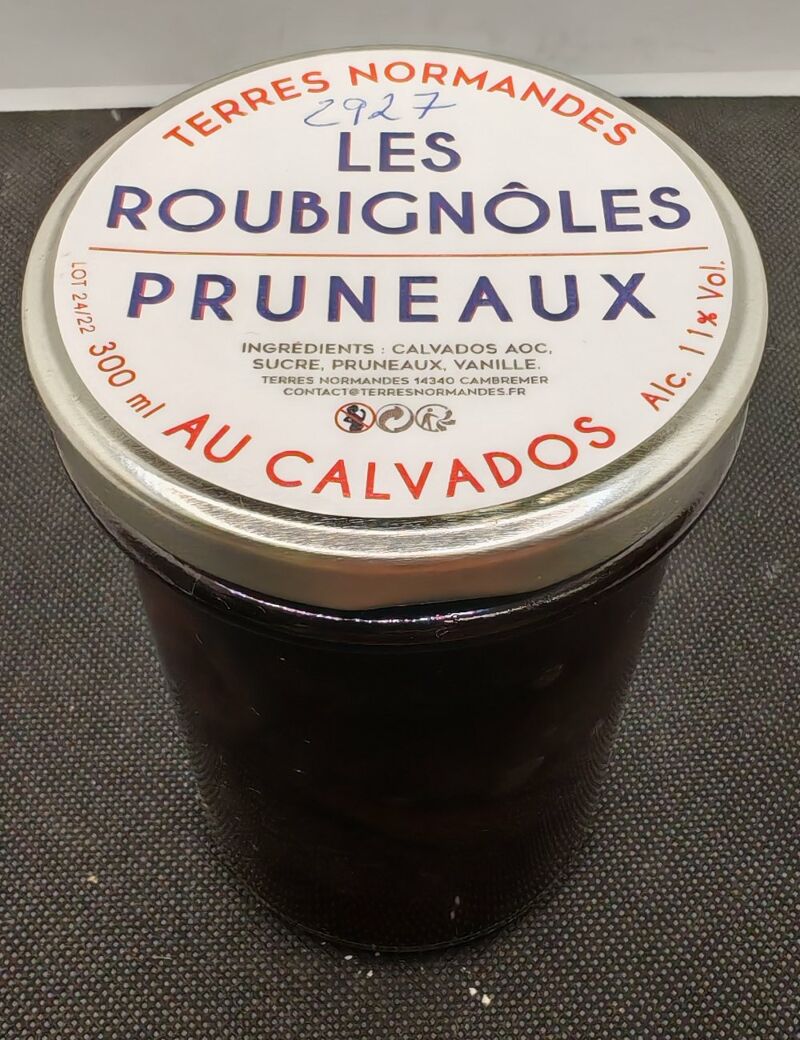 TERRES NORMANDES
2927
LES
ROUBIGNÔLES
PRUNEAUX
INGRÉDIENTS : CALVADOS AOC,
SUCRE, PRUNEAUX, VANILLE.
TERRES NORMANDES 14340 CAMBREMER
CONTACT@TERRESNORMANDES.FR
LOT 24/22
300 ml
Alc. 11% Vol.
AU CALVADOS